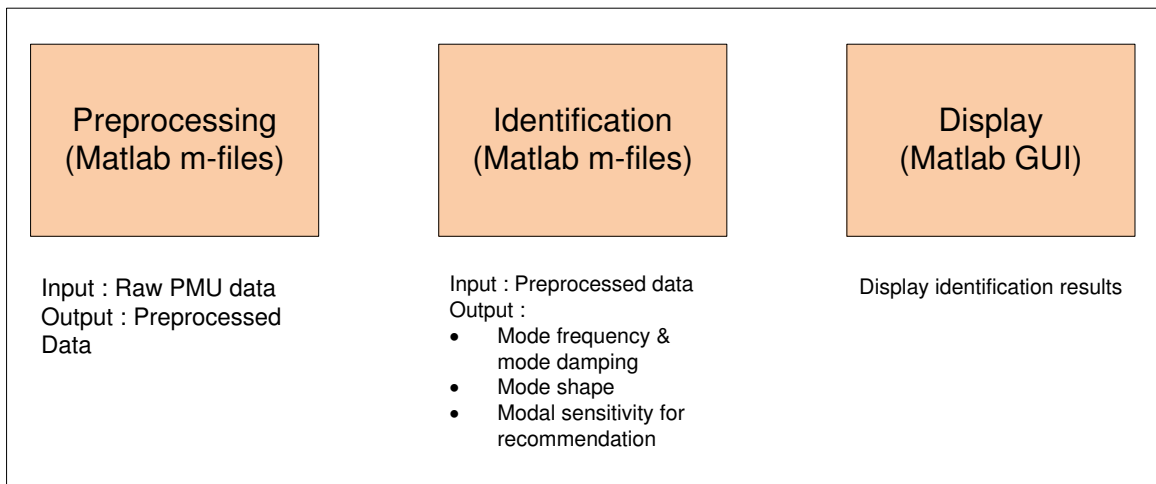 Preprocessing
(Matlab m-files)
Input : Raw PMU data
Output : Preprocessed
Data
Identification
(Matlab m-files)
Input : Preprocessed data
Output :
• Mode frequency &
mode damping
• Mode shape
• Modal sensitivity for
recommendation
Display
(Matlab GUI)
Display identification results